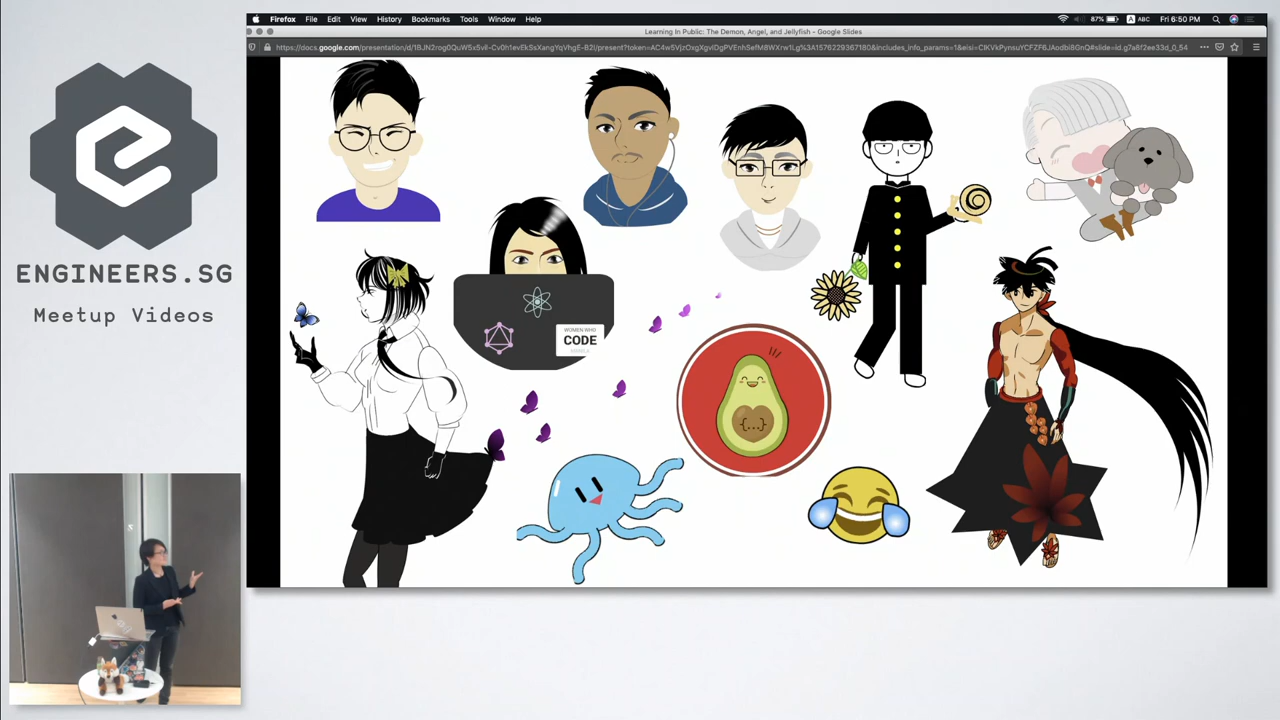 Firefox File Edit View History Bookmarks Tools Window Help 87% A ABC Fri 6:50 PM
Learning In Public: The Demon, Angel, and Jellyfish - Google Slides
ENGINEERS.SG
Meetup Videos
WOMEN WHO
CODE
MANILA
{...}